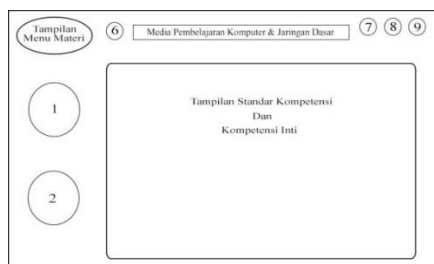 Tampilan
Menu Materi
6
Media Pembelajaran Komputer & Jaringan Dasar
7 8 9
1
2
Tampilan Standar Kompetensi
Dan
Kompetensi Inti